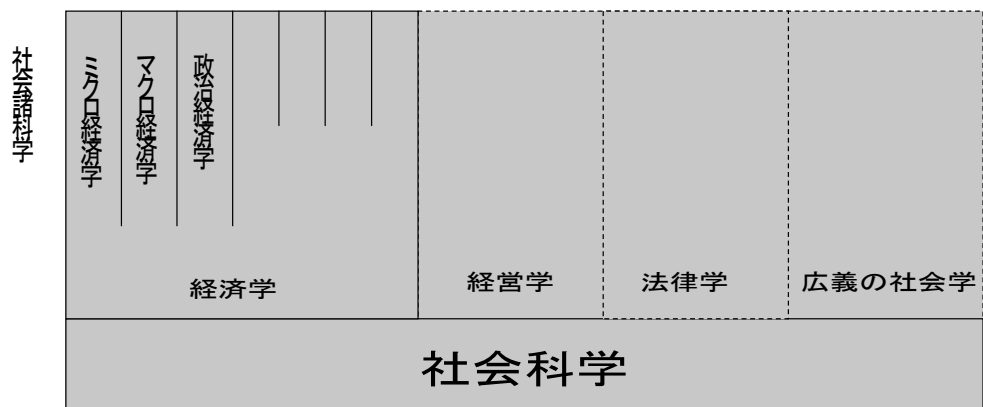 社会諸科学
ミクロ経済学
マクロ経済学
政治経済学
経済学
経営学
法律学
広義の社会学
社会科学